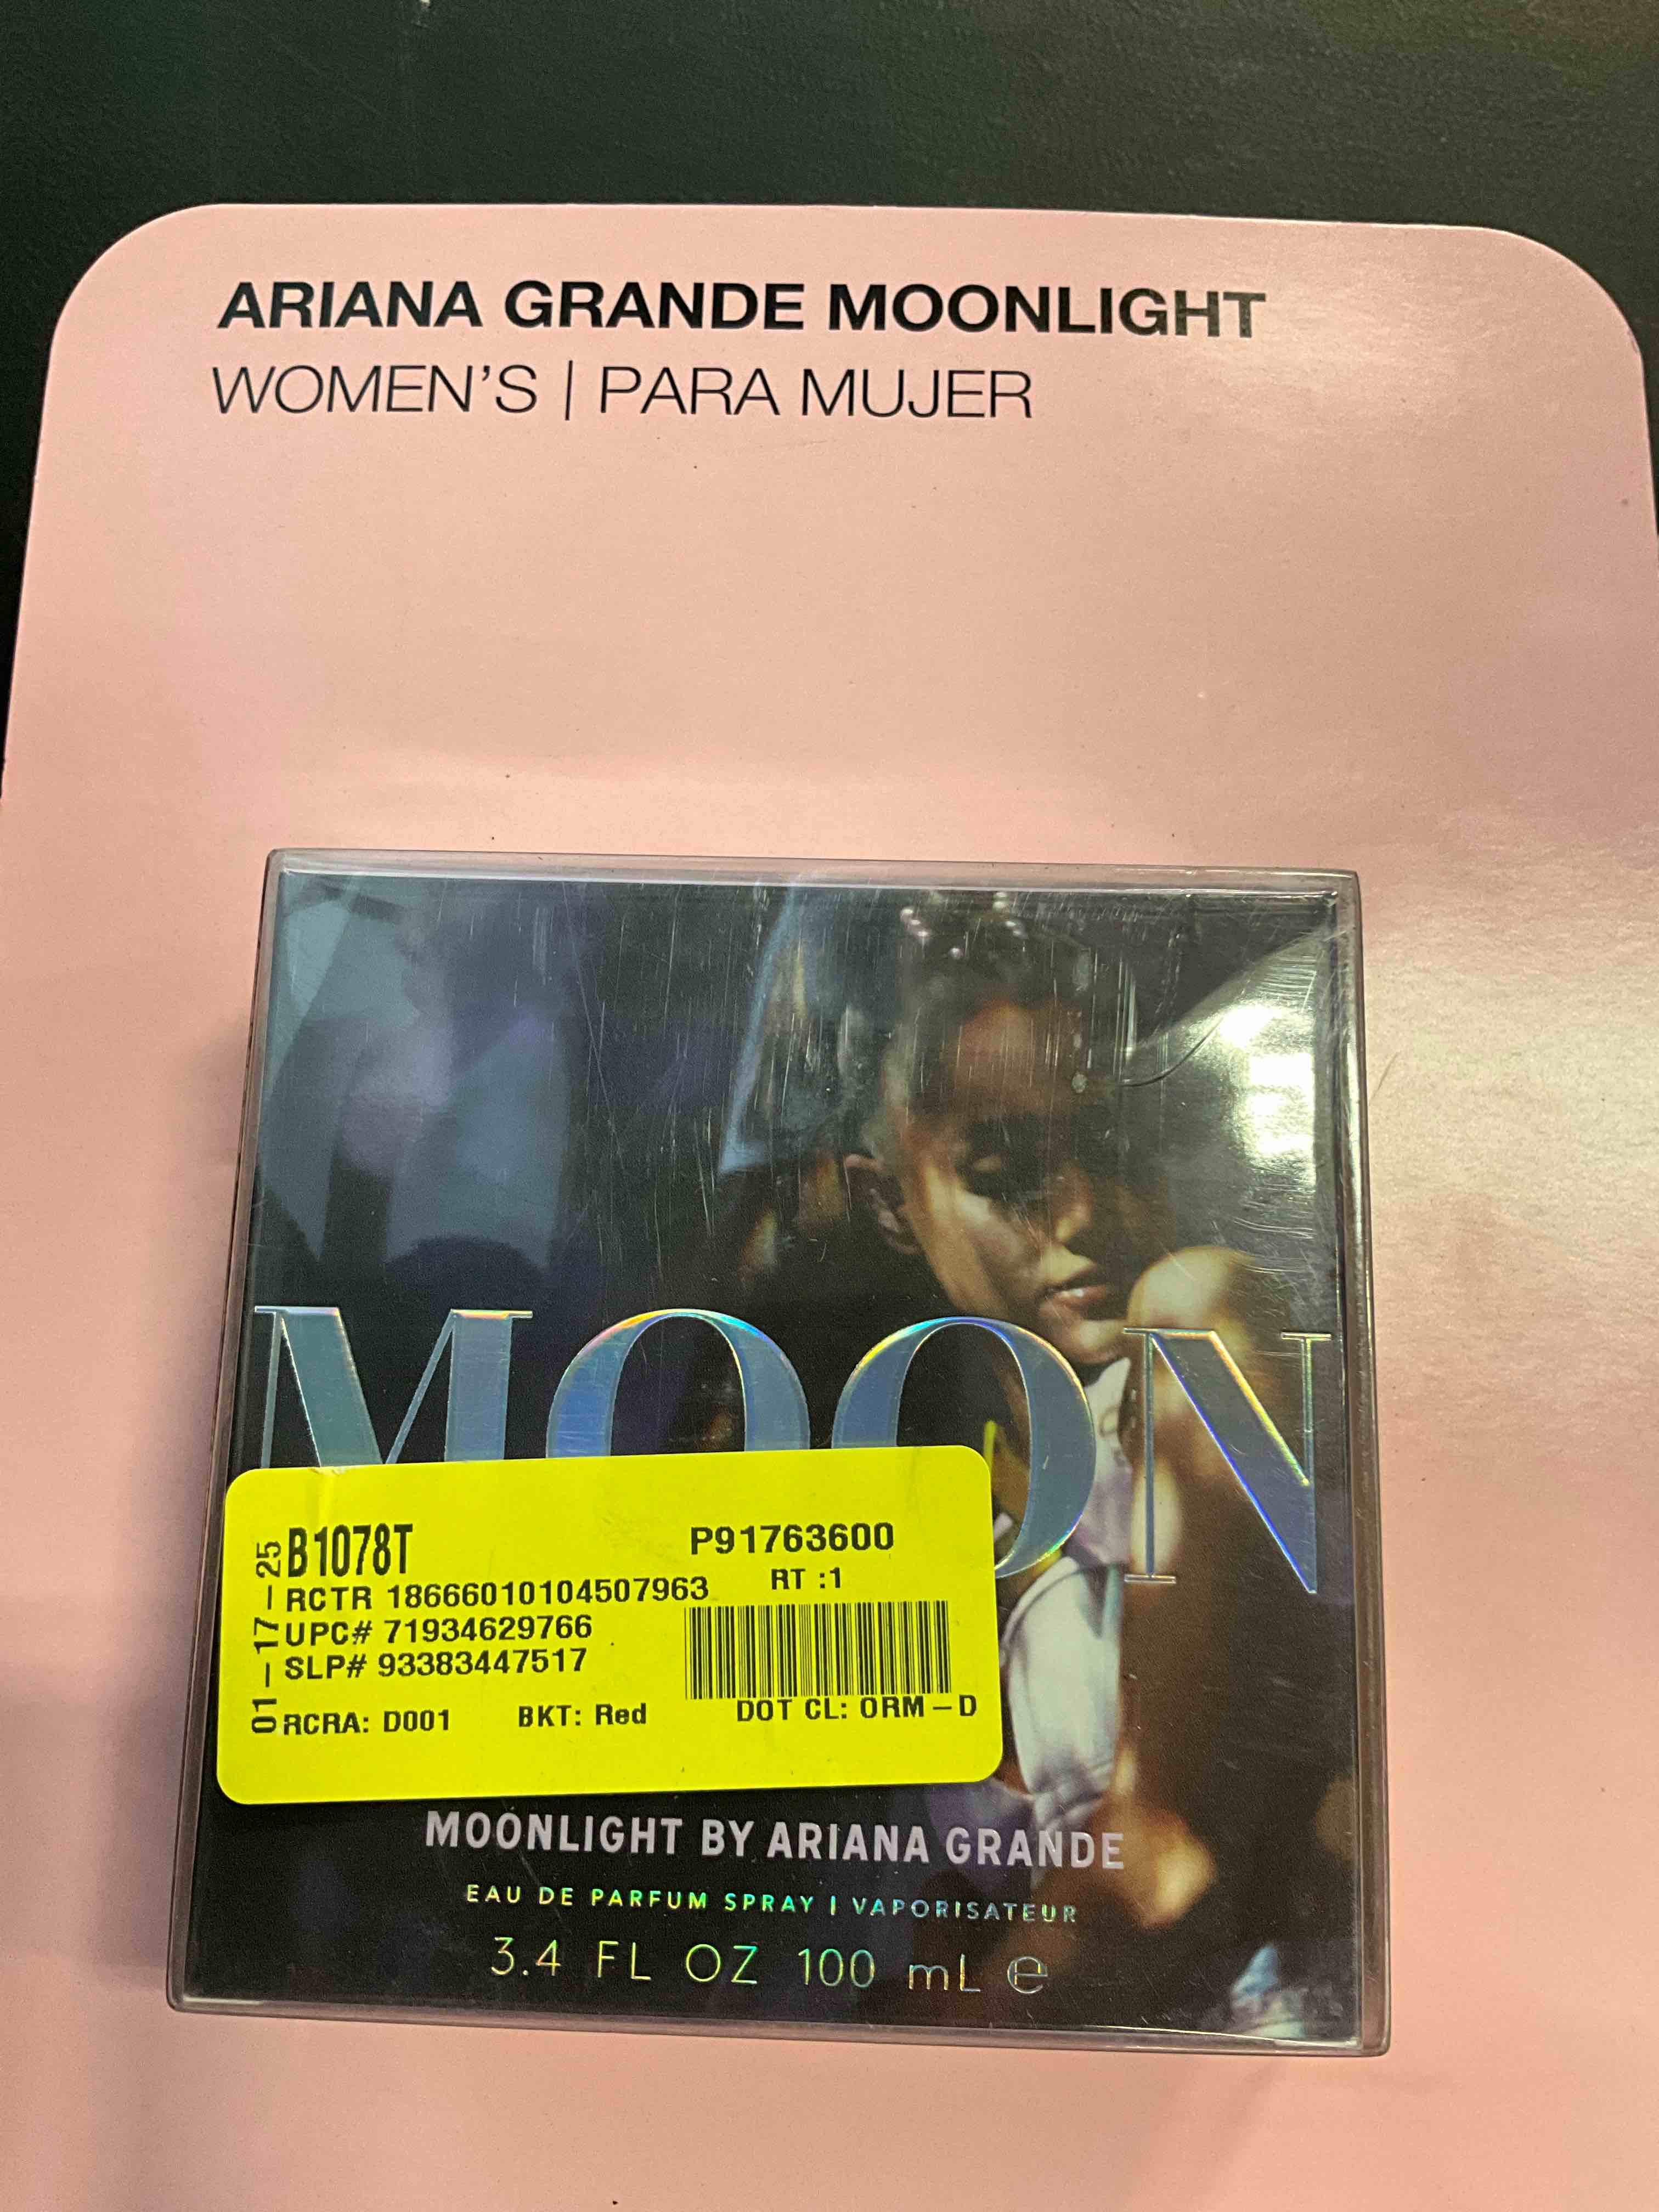 ARIANA GRANDE MOONLIGHT
WOMEN'S | PARA MUJER
MOON
01-17-25
B1078T P91763600
RCTR 18666010104507963 RT :1
UPC# 71934629766
SLP# 93383447517
RCRA: D001 BKT: Red DOT CL: ORM-D
MOONLIGHT BY ARIANA GRANDE
EAU DE PARFUM SPRAY | VAPORISATEUR
3.4 FL OZ 100 mL ℮